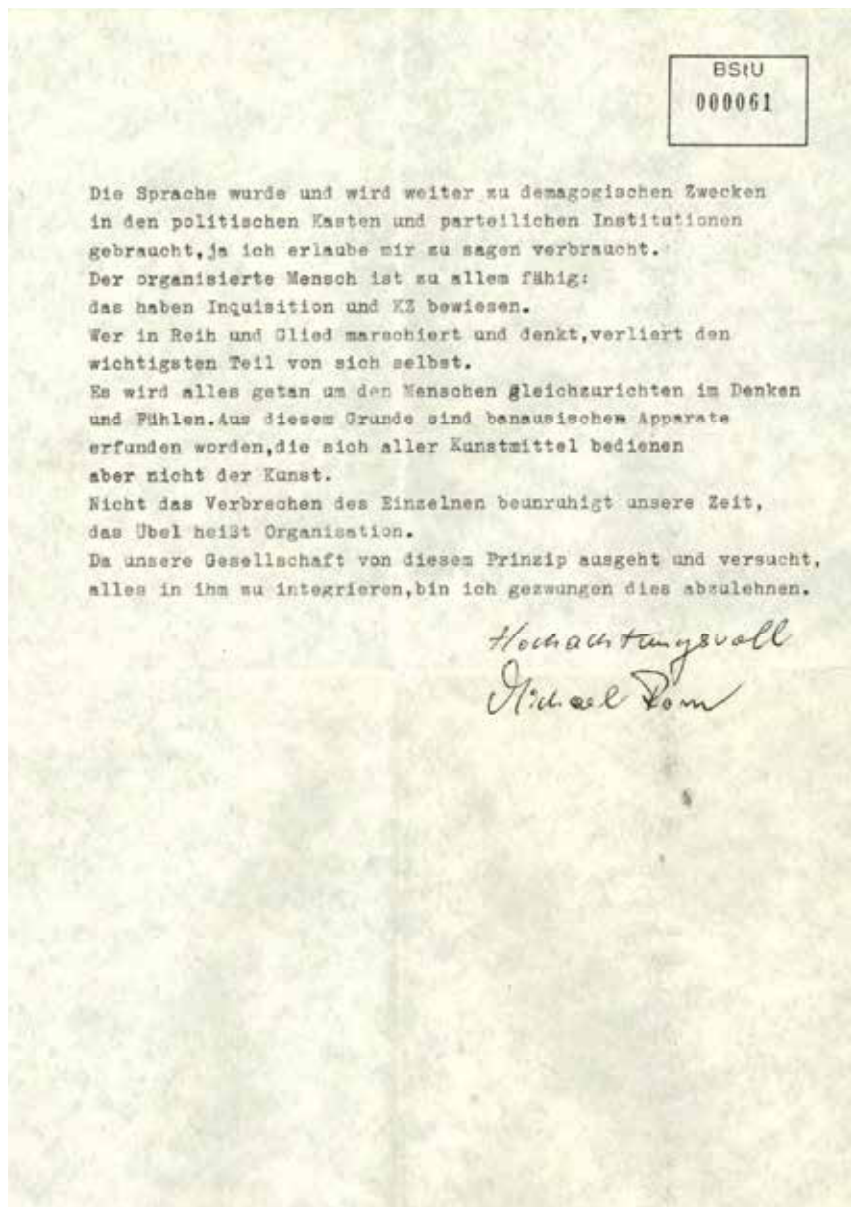 BStU
000061
Die Sprache wurde und wird weiter zu demagogischen Zwecken
in den politischen Kasten und parteilichen Institutionen
gebraucht,ja ich erlaube mir zu sagen verbraucht.
Der organisierte Mensch ist zu allem fähig:
das haben Inquisition und KZ bewiesen.
Wer in Reih und Glied marschiert und denkt,verliert den
wichtigsten Teil von sich selbst.
Es wird alles getan um den Menschen gleichzurichten im Denken
und Fühlen.Aus diesem Grunde sind banausischen Apparate
erfunden worden,die sich aller Kunstmittel bedienen
aber nicht der Kunst.
Nicht das Verbrechen des Einzelnen beunruhigt unsere Zeit,
das Übel heißt Organisation.
Da unsere Gesellschaft von diesem Prinzip ausgeht und versucht,
alles in ihm zu integrieren,bin ich gezwungen dies abzulehnen.
Hochachtungsvoll
Michael Rom